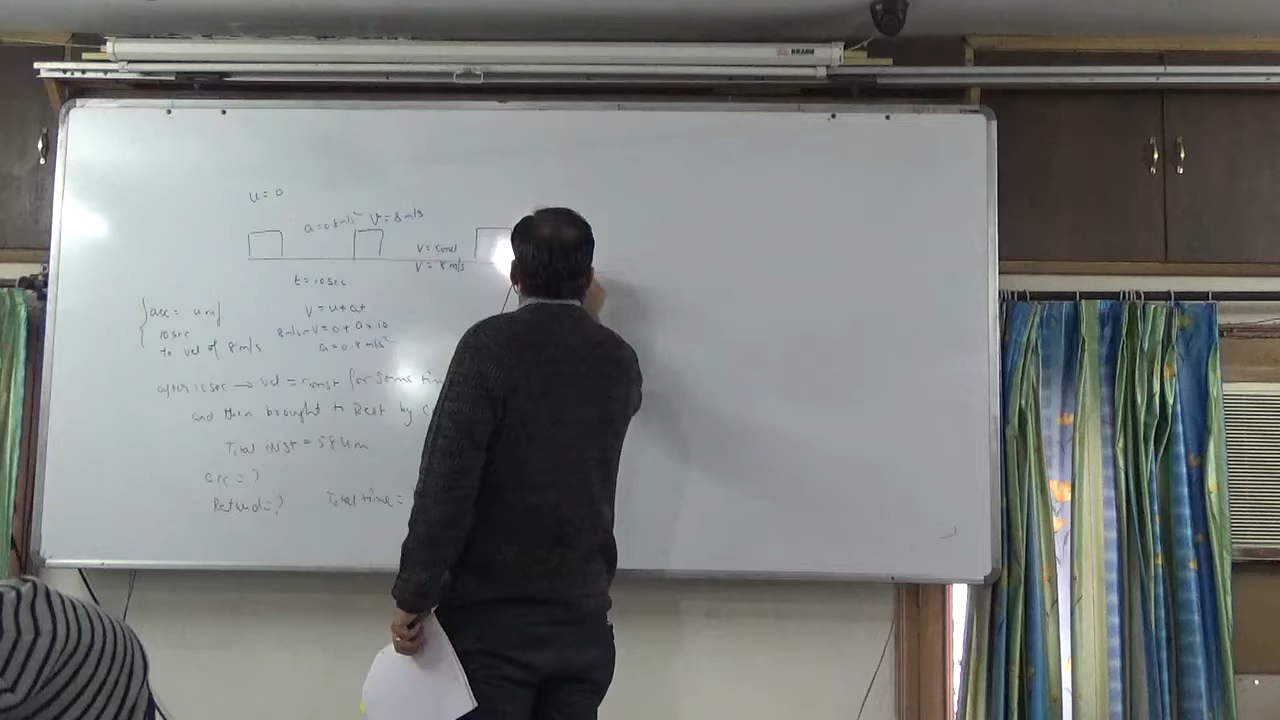 u = 0
a = 0.8 m/s² V = 8 m/s
V = const
V = 8 m/s
t = 10 sec
acc = unif
10 sec
to vel of 8 m/s
V = u + at
8 m/s = V = 0 + a × 10
a = 0.8 m/s²
after 10 sec → vel = const for some tim
and then brought to Rest by c
Total dist = 584 m
acc = ?
Retard = ? Total time =